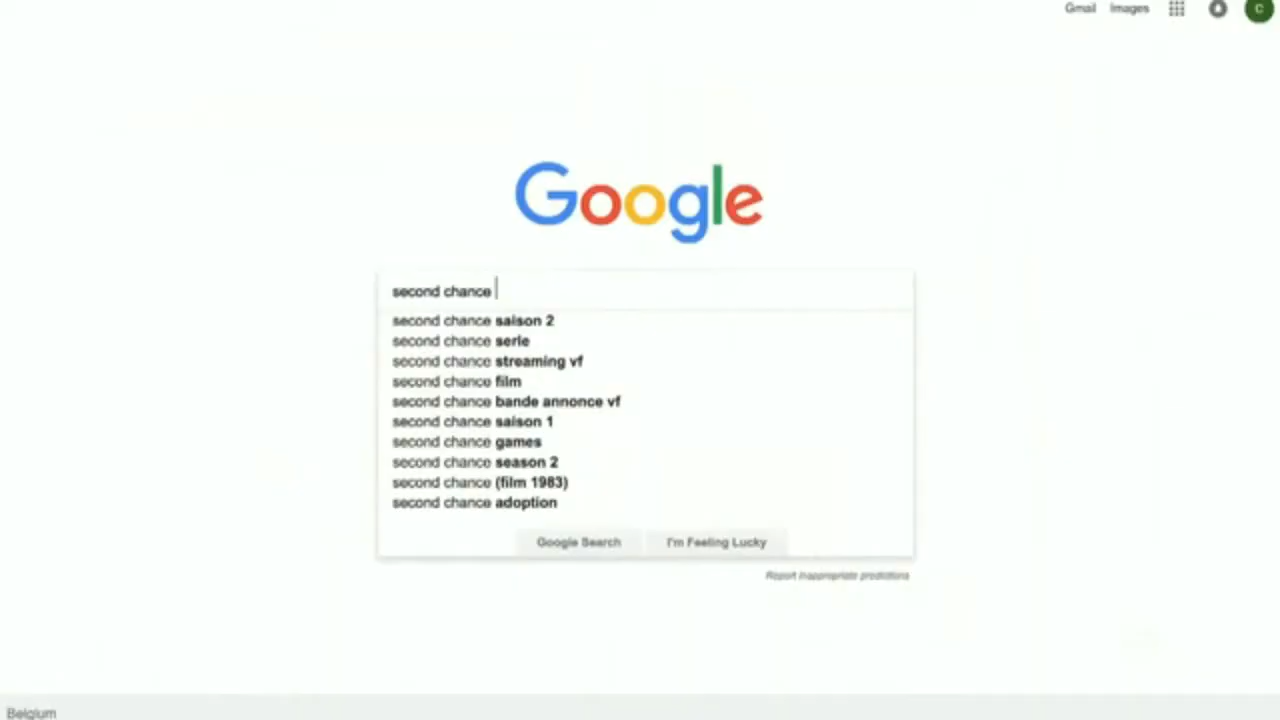 Gmail Images
C
Google
second chance
second chance saison 2
second chance serie
second chance streaming vf
second chance film
second chance bande annonce vf
second chance saison 1
second chance games
second chance season 2
second chance (film 1983)
second chance adoption
Google Search I'm Feeling Lucky
Report inappropriate predictions
Belgium